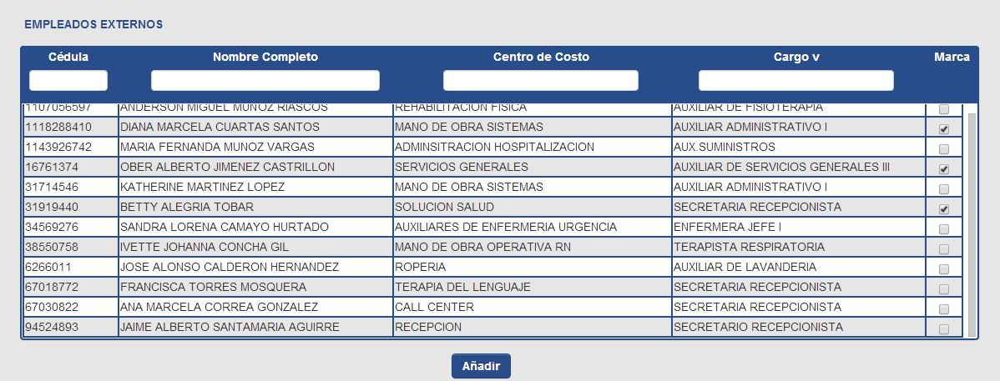 EMPLEADOS EXTERNOS
Cédula Nombre Completo Centro de Costo Cargo v Marca
1107056597 ANDERSON MIGUEL MUNOZ RIASCOS REHABILITACION FISICA AUXILIAR DE FISIOTERAPIA
1118288410 DIANA MARCELA CUARTAS SANTOS MANO DE OBRA SISTEMAS AUXILIAR ADMINISTRATIVO I
1143926742 MARIA FERNANDA MUNOZ VARGAS ADMINSITRACION HOSPITALIZACION AUX.SUMINISTROS
16761374 OBER ALBERTO JIMENEZ CASTRILLON SERVICIOS GENERALES AUXILIAR DE SERVICIOS GENERALES III
31714546 KATHERINE MARTINEZ LOPEZ MANO DE OBRA SISTEMAS AUXILIAR ADMINISTRATIVO I
31919440 BETTY ALEGRIA TOBAR SOLUCION SALUD SECRETARIA RECEPCIONISTA
34569276 SANDRA LORENA CAMAYO HURTADO AUXILIARES DE ENFERMERIA URGENCIA ENFERMERA JEFE I
38550758 IVETTE JOHANNA CONCHA GIL MANO DE OBRA OPERATIVA RN TERAPISTA RESPIRATORIA
6266011 JOSE ALONSO CALDERON HERNANDEZ ROPERIA AUXILIAR DE LAVANDERIA
67018772 FRANCISCA TORRES MOSQUERA TERAPIA DEL LENGUAJE SECRETARIA RECEPCIONISTA
67030822 ANA MARCELA CORREA GONZALEZ CALL CENTER SECRETARIA RECEPCIONISTA
94524893 JAIME ALBERTO SANTAMARIA AGUIRRE RECEPCION SECRETARIO RECEPCIONISTA
Añadir